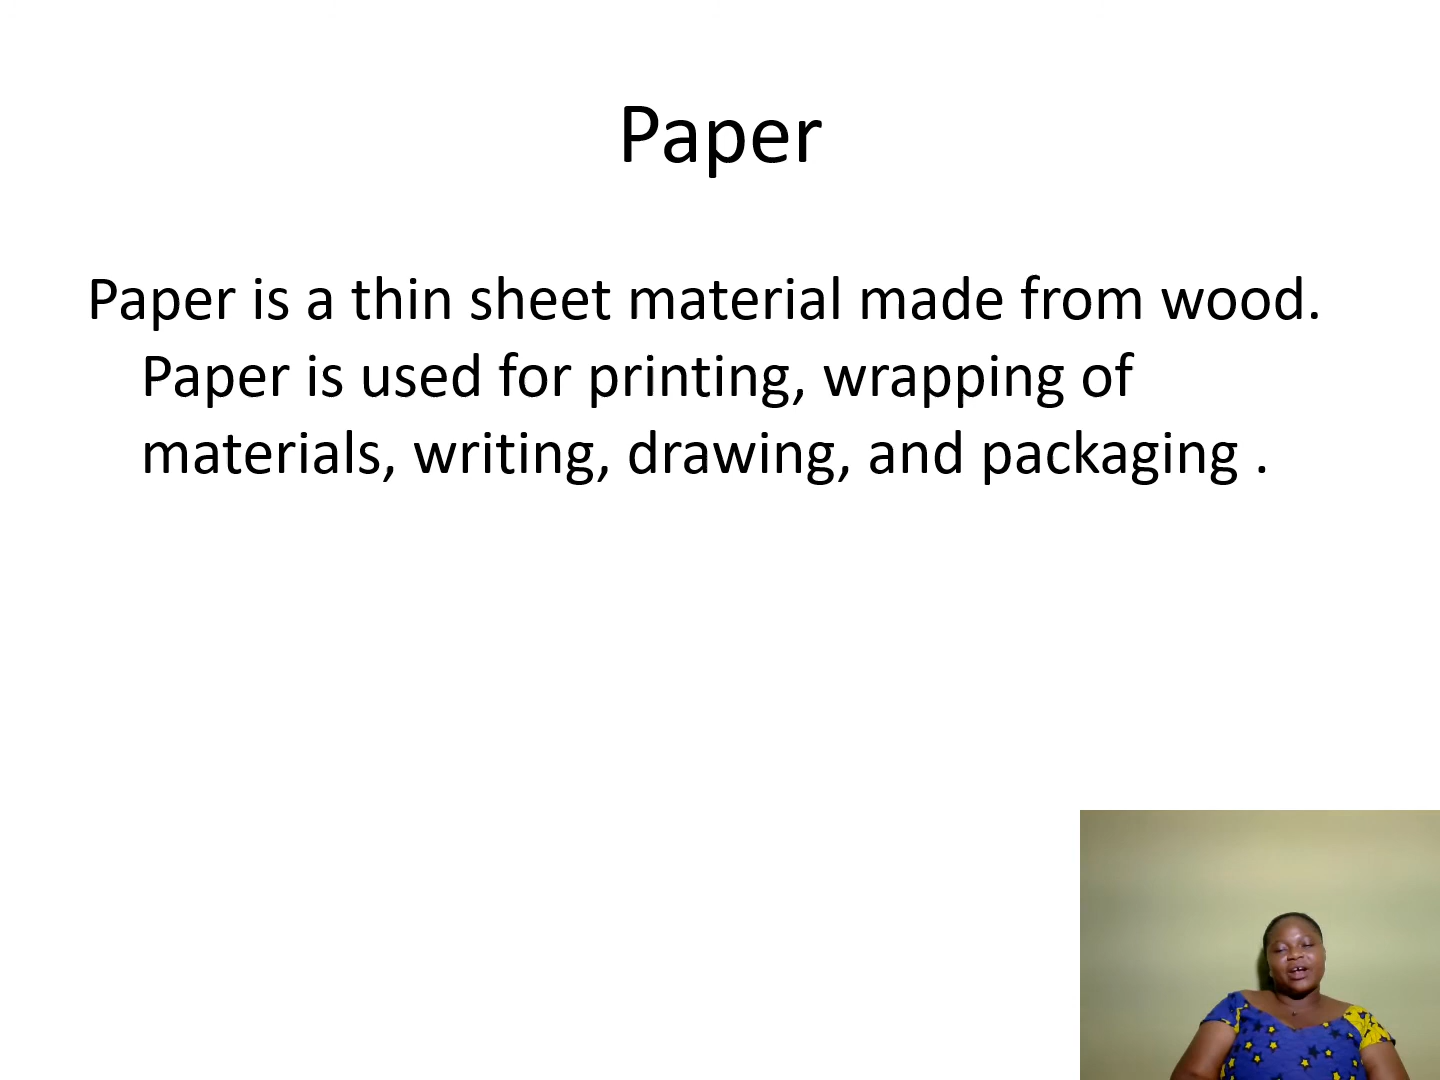 Paper
Paper is a thin sheet material made from wood.
Paper is used for printing, wrapping of
materials, writing, drawing, and packaging .